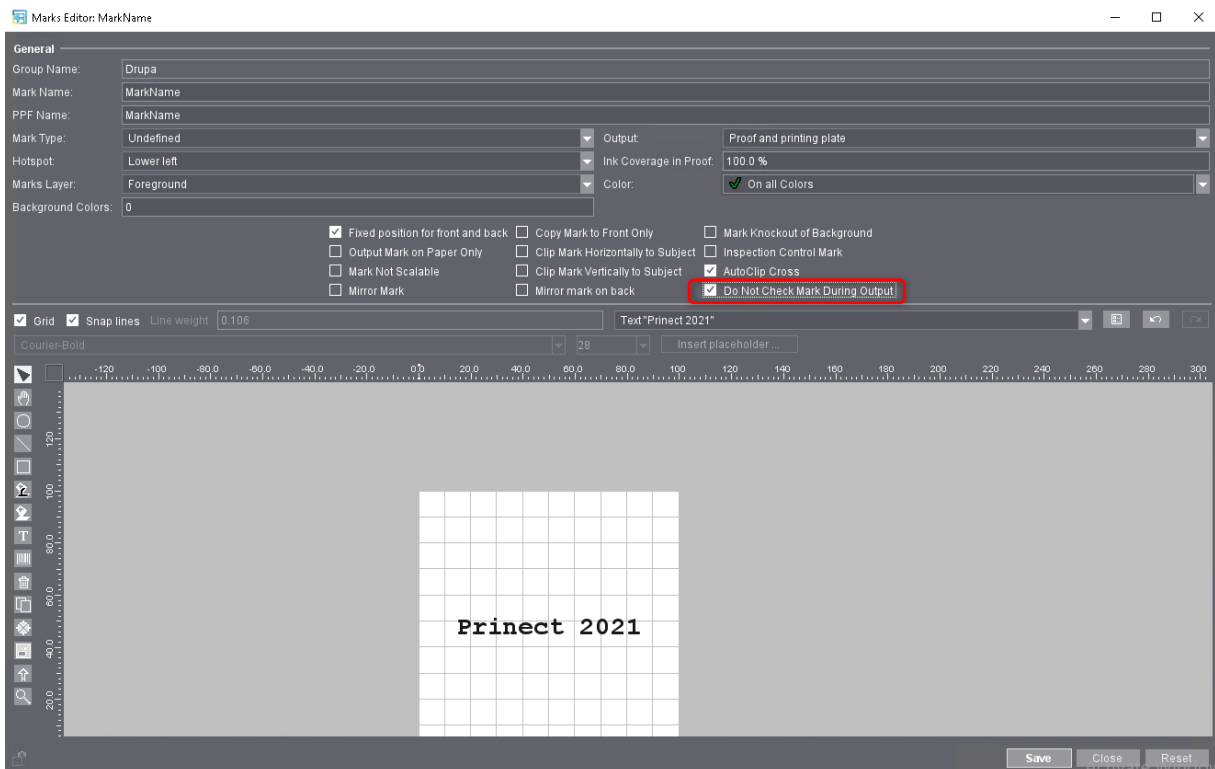 Marks Editor: MarkName
General
Group Name: Drupa
Mark Name: MarkName
PPF Name: MarkName
Mark Type: Undefined Output: Proof and printing plate
Hotspot: Lower left Ink Coverage in Proof: 100.0 %
Marks Layer: Foreground Color: On all Colors
Background Colors: 0
Fixed position for front and back Copy Mark to Front Only Mark Knockout of Background
Output Mark on Paper Only Clip Mark Horizontally to Subject Inspection Control Mark
Mark Not Scalable Clip Mark Vertically to Subject AutoClip Cross
Mirror Mark Mirror mark on back Do Not Check Mark During Output
Grid Snap lines Line weight 0.106 Text "Prinect 2021"
Courier-Bold 28 Insert placeholder ...
-120 -100 -80.0 -60.0 -40.0 -20.0 0.0 20.0 40.0 60.0 80.0 100 120 140 160 180 200 220 240 260 280 300
120
100
80.0
60.0
40.0
20.0
Prinect 2021
Save Close Reset